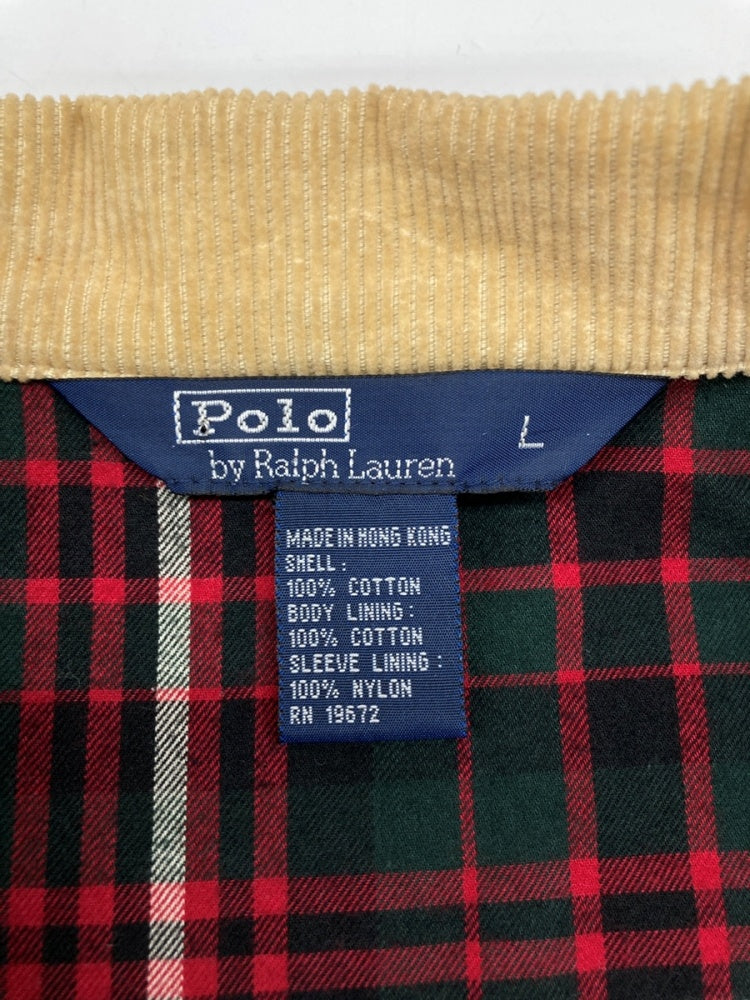 Polo
L
by Ralph Lauren
MADE IN HONG KONG
SHELL :
100% COTTON
BODY LINING :
100% COTTON
SLEEVE LINING :
100% NYLON
RN 19672